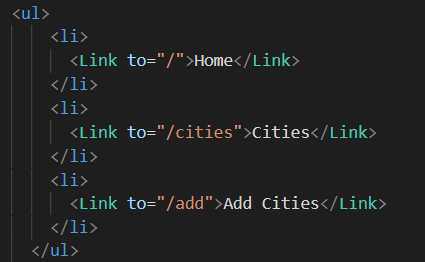 <ul>
<li>
<Link to="/">Home</Link>
</li>
<li>
<Link to="/cities">Cities</Link>
</li>
<li>
<Link to="/add">Add Cities</Link>
</li>
</ul>